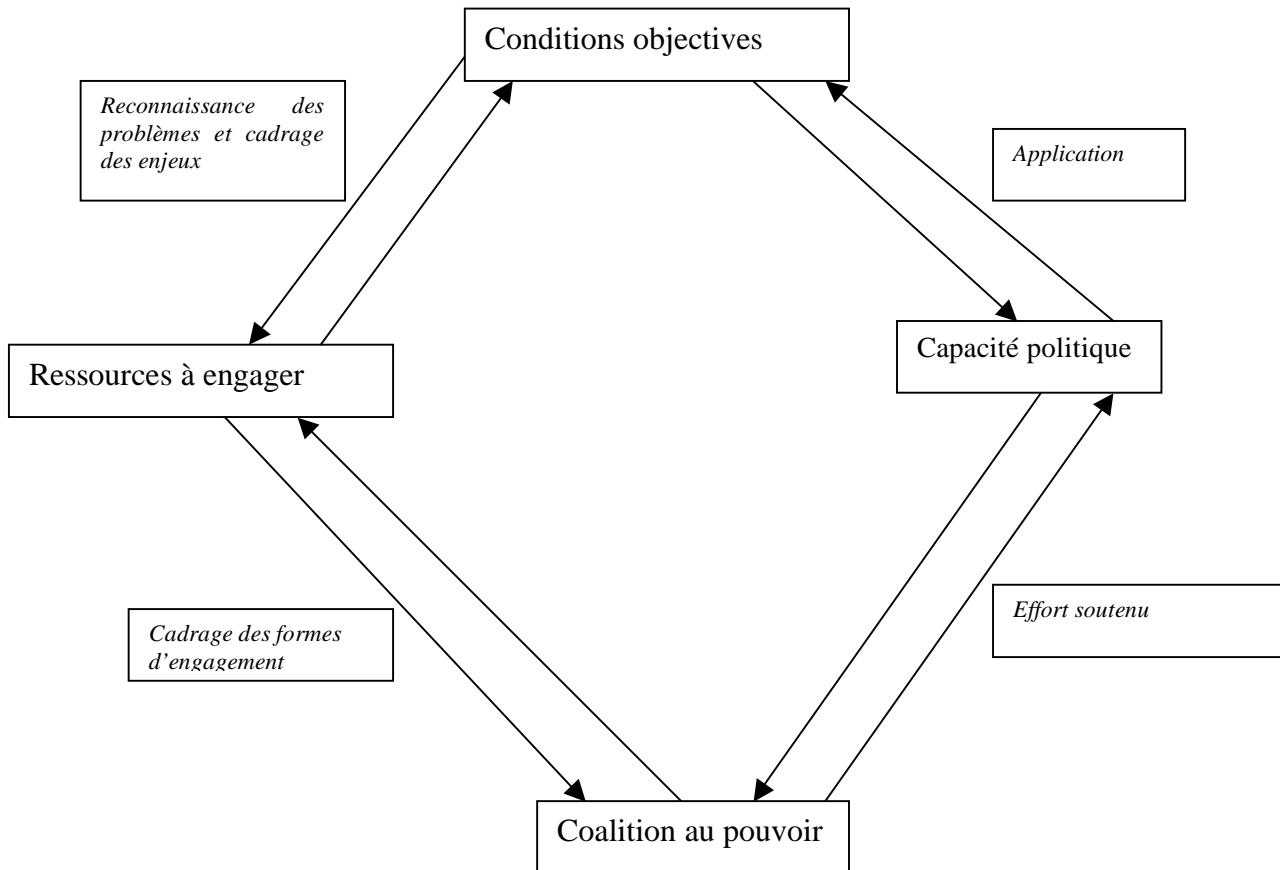 Conditions objectives
Reconnaissance des
problèmes et cadrage
des enjeux
Application
Ressources à engager
Capacité politique
Cadrage des formes
d'engagement
Effort soutenu
Coalition au pouvoir